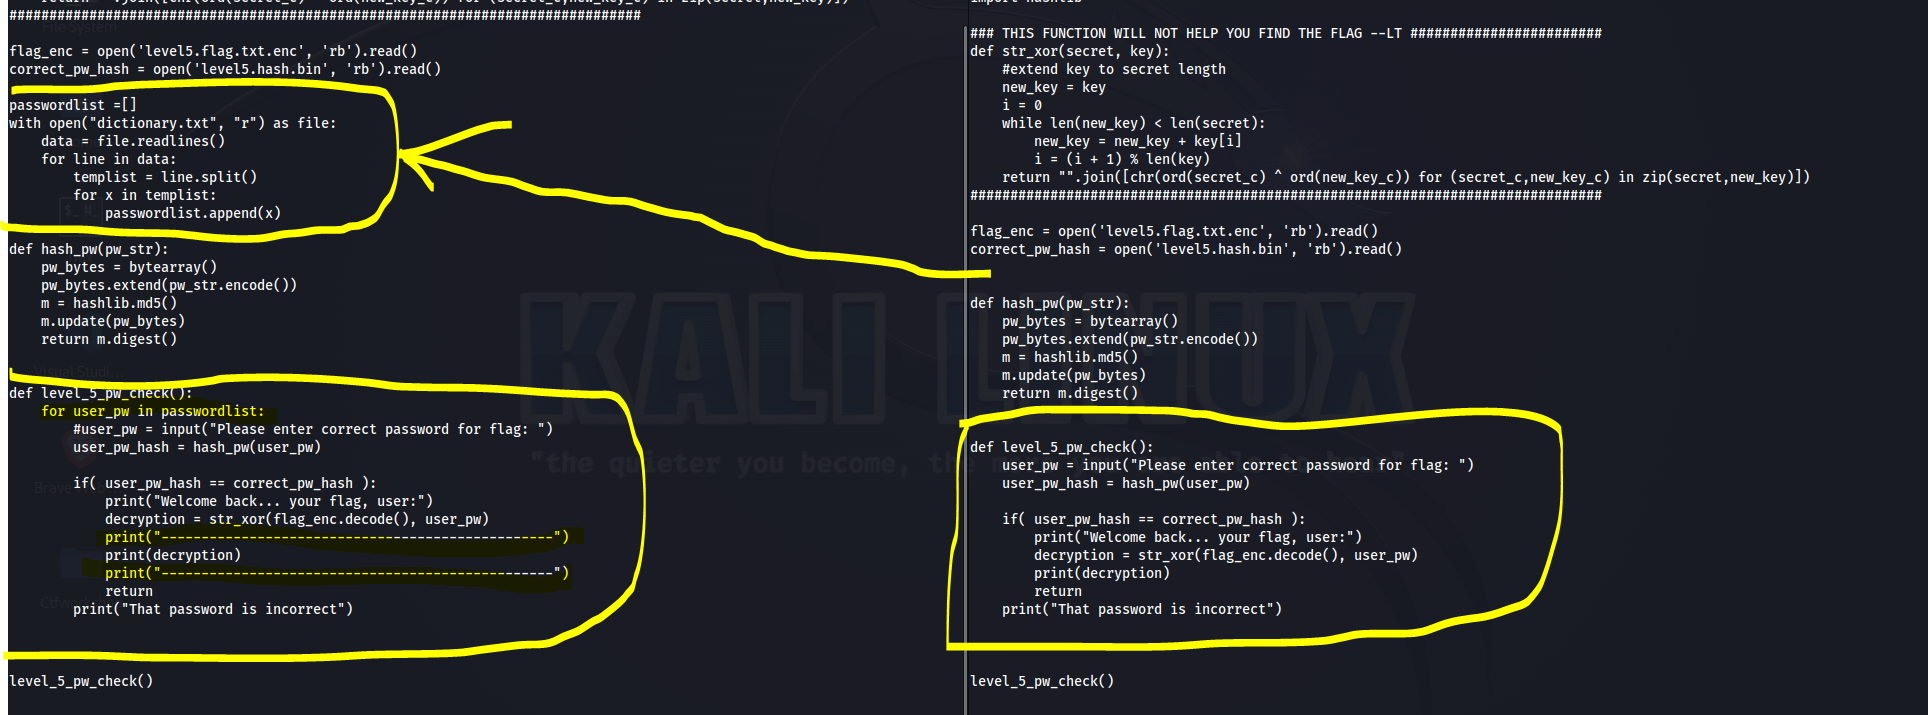 return "".join([chr(ord(secret_c) ^ ord(new_key_c)) for (secret_c,new_key_c) in zip(secret,new_key)])
###############################################################################
flag_enc = open('level5.flag.txt.enc', 'rb').read()
correct_pw_hash = open('level5.hash.bin', 'rb').read()
passwordlist =[]
with open("dictionary.txt", "r") as file:
    data = file.readlines()
    for line in data:
        templist = line.split()
        for x in templist:
            passwordlist.append(x)
def hash_pw(pw_str):
    pw_bytes = bytearray()
    pw_bytes.extend(pw_str.encode())
    m = hashlib.md5()
    m.update(pw_bytes)
    return m.digest()
def level_5_pw_check():
    for user_pw in passwordlist:
        #user_pw = input("Please enter correct password for flag: ")
        user_pw_hash = hash_pw(user_pw)
        if( user_pw_hash == correct_pw_hash ):
            print("Welcome back... your flag, user:")
            decryption = str_xor(flag_enc.decode(), user_pw)
            print("-------------------------------------------------")
            print(decryption)
            print("-------------------------------------------------")
            return
        print("That password is incorrect")
level_5_pw_check()
import hashlib
### THIS FUNCTION WILL NOT HELP YOU FIND THE FLAG --LT ########################
def str_xor(secret, key):
    #extend key to secret length
    new_key = key
    i = 0
    while len(new_key) < len(secret):
        new_key = new_key + key[i]
        i = (i + 1) % len(key)
    return "".join([chr(ord(secret_c) ^ ord(new_key_c)) for (secret_c,new_key_c) in zip(secret,new_key)])
###############################################################################
flag_enc = open('level5.flag.txt.enc', 'rb').read()
correct_pw_hash = open('level5.hash.bin', 'rb').read()
def hash_pw(pw_str):
    pw_bytes = bytearray()
    pw_bytes.extend(pw_str.encode())
    m = hashlib.md5()
    m.update(pw_bytes)
    return m.digest()
def level_5_pw_check():
    user_pw = input("Please enter correct password for flag: ")
    user_pw_hash = hash_pw(user_pw)
    if( user_pw_hash == correct_pw_hash ):
        print("Welcome back... your flag, user:")
        decryption = str_xor(flag_enc.decode(), user_pw)
        print(decryption)
        return
    print("That password is incorrect")
level_5_pw_check()
KALI LINUX
"the quieter you become, the
File System